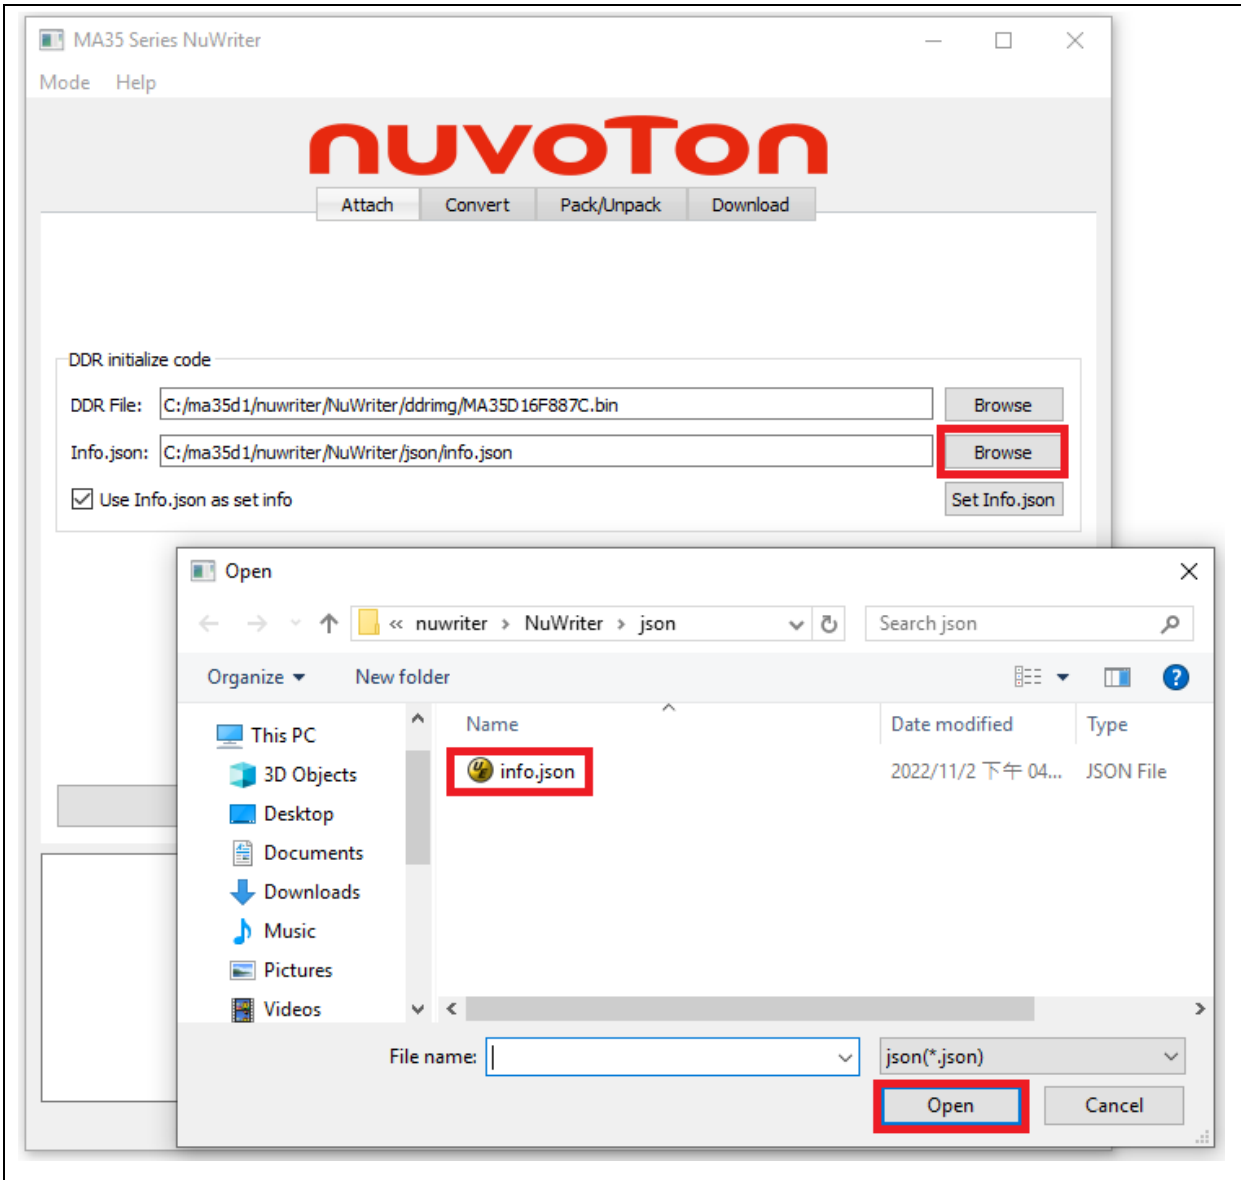 MA35 Series NuWriter
Mode Help
nuvoTon
Attach Convert Pack/Unpack Download
DDR initialize code
DDR File: C:/ma35d1/nuwriter/NuWriter/ddrimg/MA35D16F887C.bin Browse
Info.json: C:/ma35d1/nuwriter/NuWriter/json/info.json Browse
Use Info.json as set info Set Info.json
Open
« nuwriter › NuWriter › json Search json
Organize New folder ?
This PC Name Date modified Type
3D Objects info.json 2022/11/2 下午 04... JSON File
Desktop
Documents
Downloads
Music
Pictures
Videos
File name: json(*.json)
Open Cancel